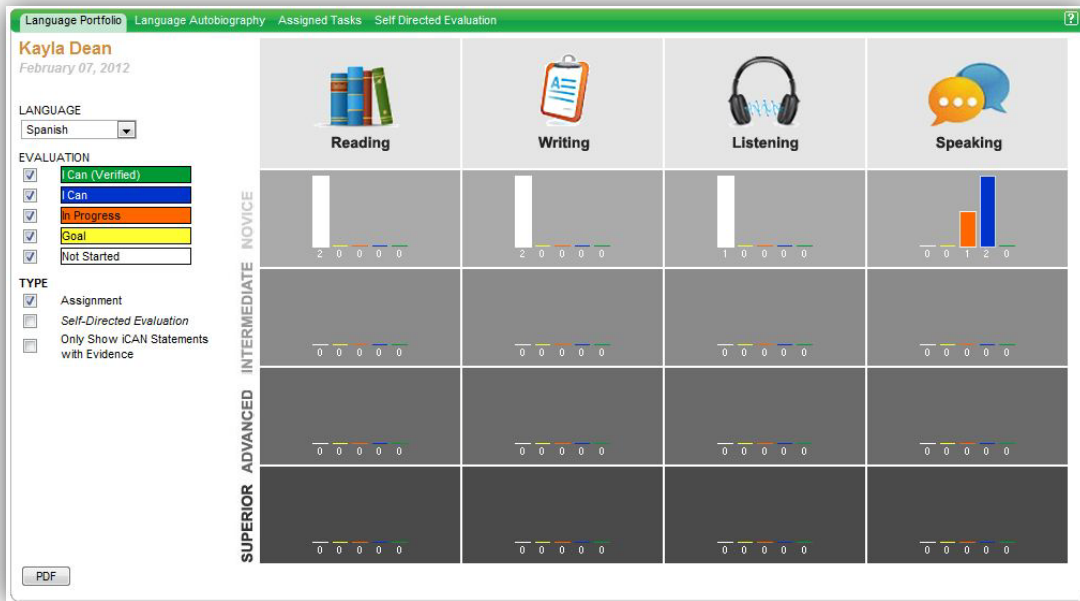 Language Portfolio Language Autobiography Assigned Tasks Self Directed Evaluation ?
Kayla Dean
February 07, 2012
LANGUAGE
Spanish
EVALUATION
I Can (Verified)
I Can
In Progress
Goal
Not Started
TYPE
Assignment
Self-Directed Evaluation
Only Show iCAN Statements
with Evidence
PDF
Reading Writing Listening Speaking
NOVICE
2 0 0 0 0 2 0 0 0 0 1 0 0 0 0 0 0 1 2 0
INTERMEDIATE
0 0 0 0 0 0 0 0 0 0 0 0 0 0 0 0 0 0 0 0
ADVANCED
0 0 0 0 0 0 0 0 0 0 0 0 0 0 0 0 0 0 0 0
SUPERIOR
0 0 0 0 0 0 0 0 0 0 0 0 0 0 0 0 0 0 0 0